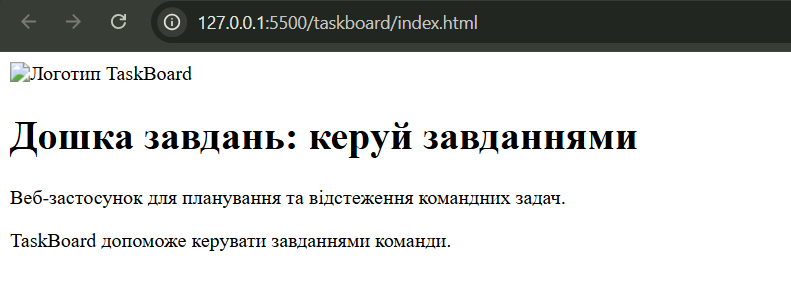 127.0.0.1:5500/taskboard/index.html
Логотип TaskBoard
Дошка завдань: керуй завданнями
Веб-застосунок для планування та відстеження командних задач.
TaskBoard допоможе керувати завданнями команди.